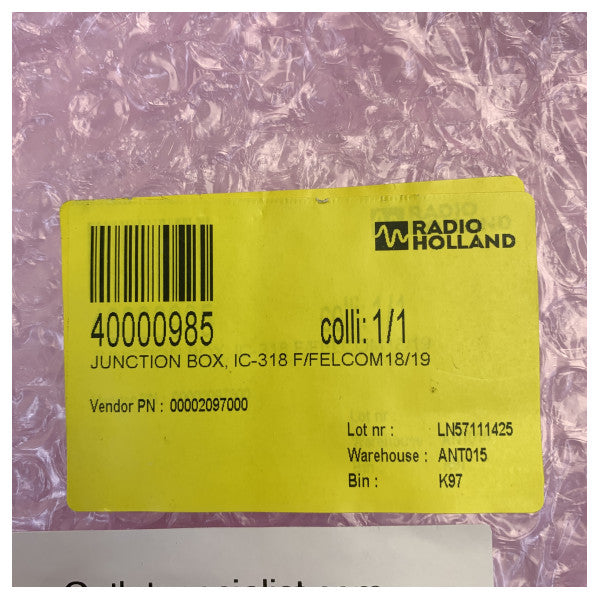 RADIO
HOLLAND
40000985 colli: 1/1
JUNCTION BOX, IC-318 F/FELCOM18/19
Vendor PN : 00002097000
Lot nr : LN57111425
Warehouse : ANT015
Bin : K97